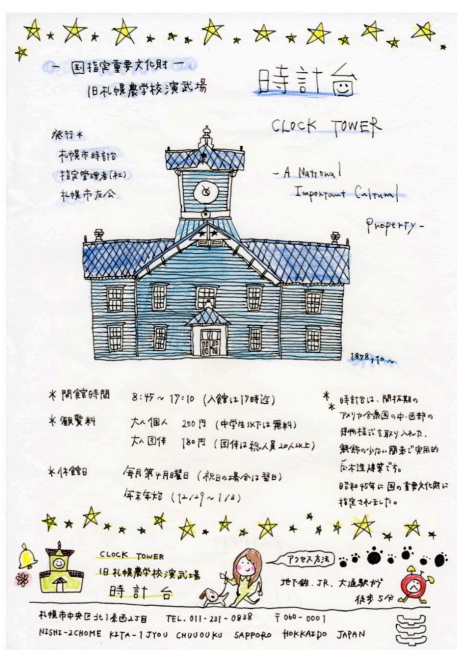 — 国指定重要文化財 —
旧札幌農学校演武場
時計台
CLOCK TOWER
- A National
Important Cultural
Property -
発行*
札幌市時計台
指定管理者(社)
札幌市友公
1878, 10 ~
* 開館時間 8:45 ~ 17:10 (入館は17時迄)
* 観覧料 大人個人 200円 (中学生以下は無料)
大人団体 180円 (団体は総人員20人以上)
* 休館日 毎月第4月曜日 (祝日の場合は翌日)
年末年始 (12/29 ~ 1/3)
* 時計台は、開拓期の
アメリカ合衆国の中・西部の
建物様式を取り入れた、
装飾の少ない簡素で実用的
な木造建築です。
昭和45年に国の重要文化財に
指定されました。
CLOCK TOWER
旧札幌農学校演武場
時計台
アクセス方法
地下鉄、JR、大通駅から
徒歩5分
札幌市中央区北1条西2丁目 TEL. 011-231-0838 〒060-0001
NISHI-2CHOME KITA-1JYOU CHUUOUKU SAPPORO HOKKAIDO JAPAN